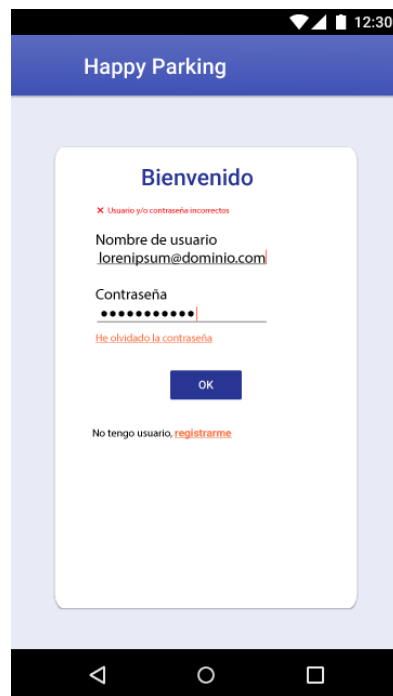 12:30
Happy Parking
Bienvenido
Usuario y/o contraseña incorrectos
Nombre de usuario
lorenipsum@dominio.com
Contraseña
He olvidado la contraseña
OK
No tengo usuario, registrarme